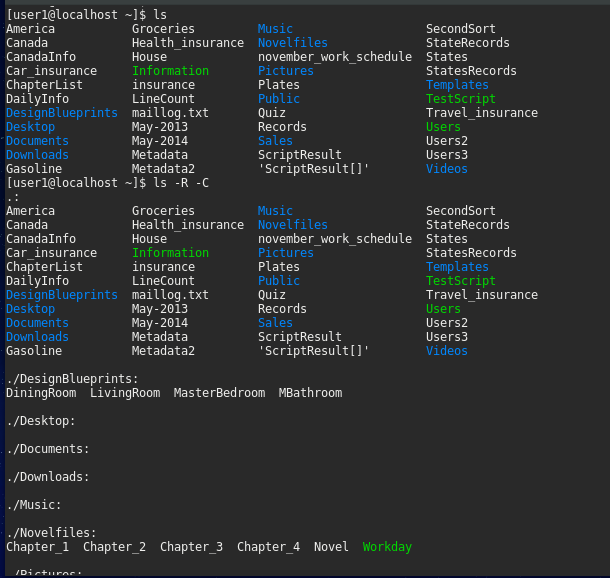 [user1@localhost ~]$ ls
America Groceries Music SecondSort
Canada Health_insurance Novelfiles StateRecords
CanadaInfo House november_work_schedule States
Car_insurance Information Pictures StatesRecords
ChapterList insurance Plates Templates
DailyInfo LineCount Public TestScript
DesignBlueprints maillog.txt Quiz Travel_insurance
Desktop May-2013 Records Users
Documents May-2014 Sales Users2
Downloads Metadata ScriptResult Users3
Gasoline Metadata2 'ScriptResult[]' Videos
[user1@localhost ~]$ ls -R -C
.:
America Groceries Music SecondSort
Canada Health_insurance Novelfiles StateRecords
CanadaInfo House november_work_schedule States
Car_insurance Information Pictures StatesRecords
ChapterList insurance Plates Templates
DailyInfo LineCount Public TestScript
DesignBlueprints maillog.txt Quiz Travel_insurance
Desktop May-2013 Records Users
Documents May-2014 Sales Users2
Downloads Metadata ScriptResult Users3
Gasoline Metadata2 'ScriptResult[]' Videos
./DesignBlueprints:
DiningRoom LivingRoom MasterBedroom MBathroom
./Desktop:
./Documents:
./Downloads:
./Music:
./Novelfiles:
Chapter_1 Chapter_2 Chapter_3 Chapter_4 Novel Workday
./Pictures: